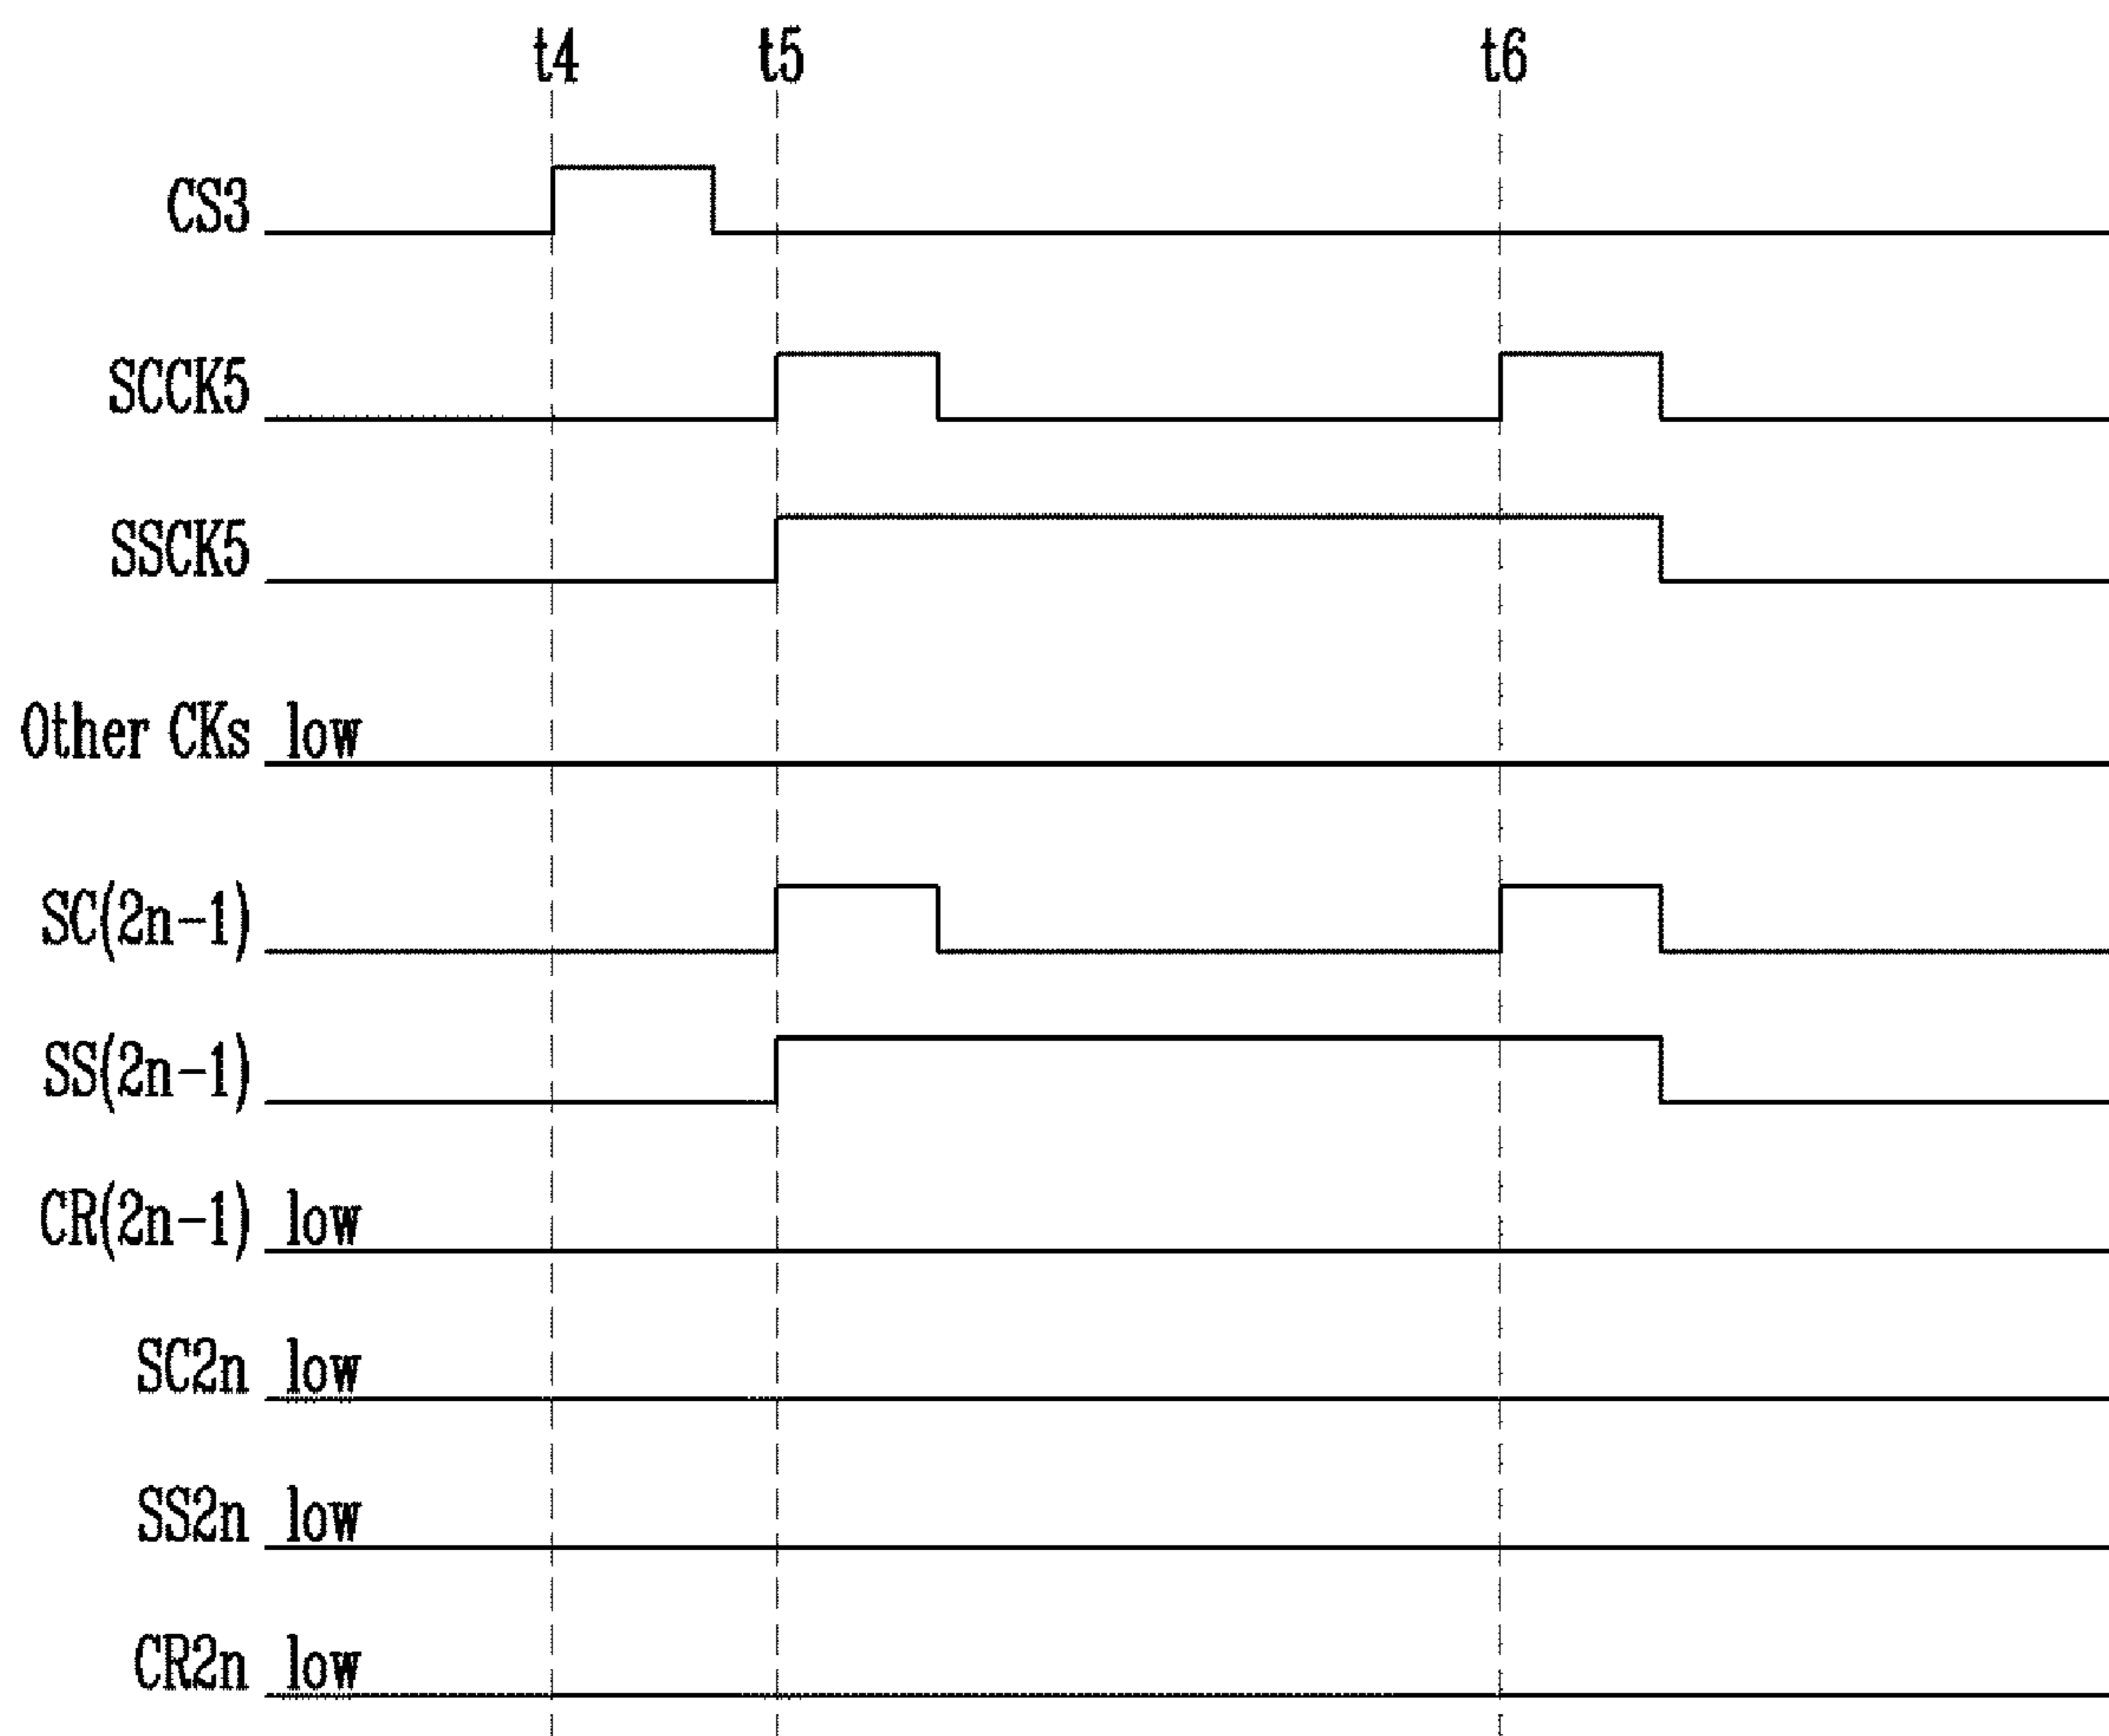 t4 t5 t6
CS3
SCCK5
SSCK5
Other CKs low
SC(2n-1)
SS(2n-1)
CR(2n-1) low
SC2n low
SS2n low
CR2n low